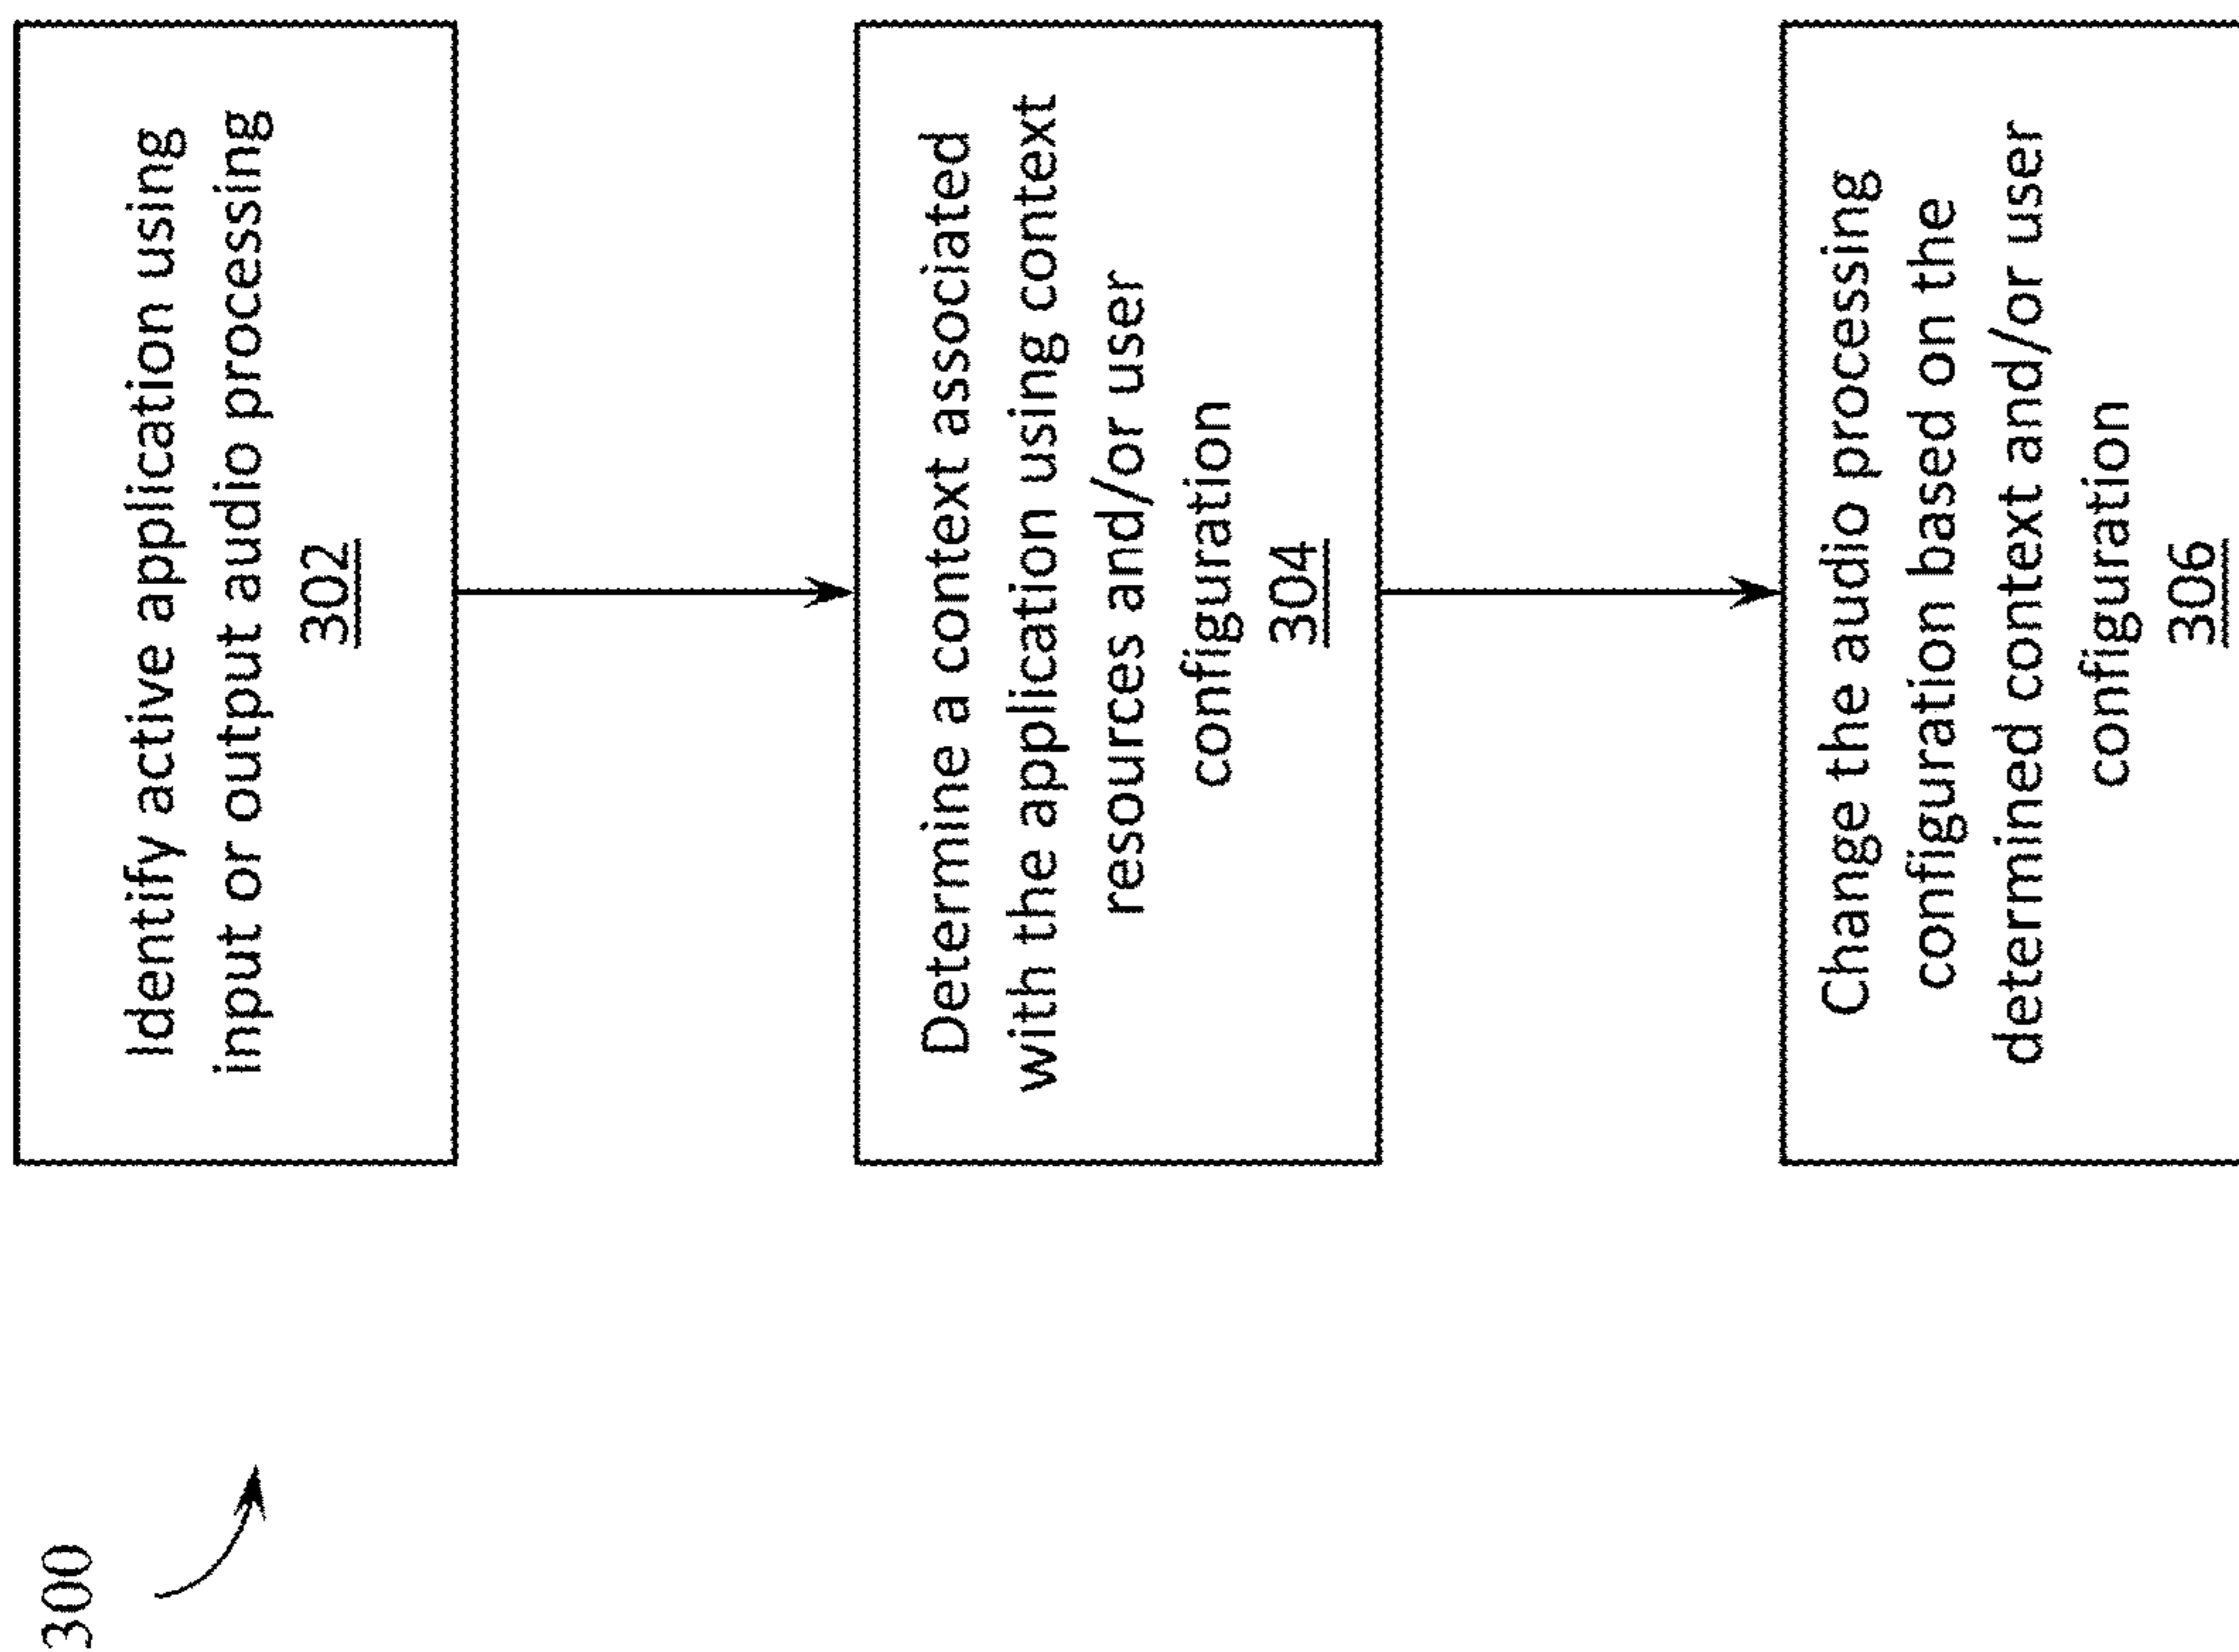 300
Identify active application using
input or output audio processing
302
Determine a context associated
with the application using context
resources and/or user
configuration
304
Change the audio processing
configuration based on the
determined context and/or user
configuration
306